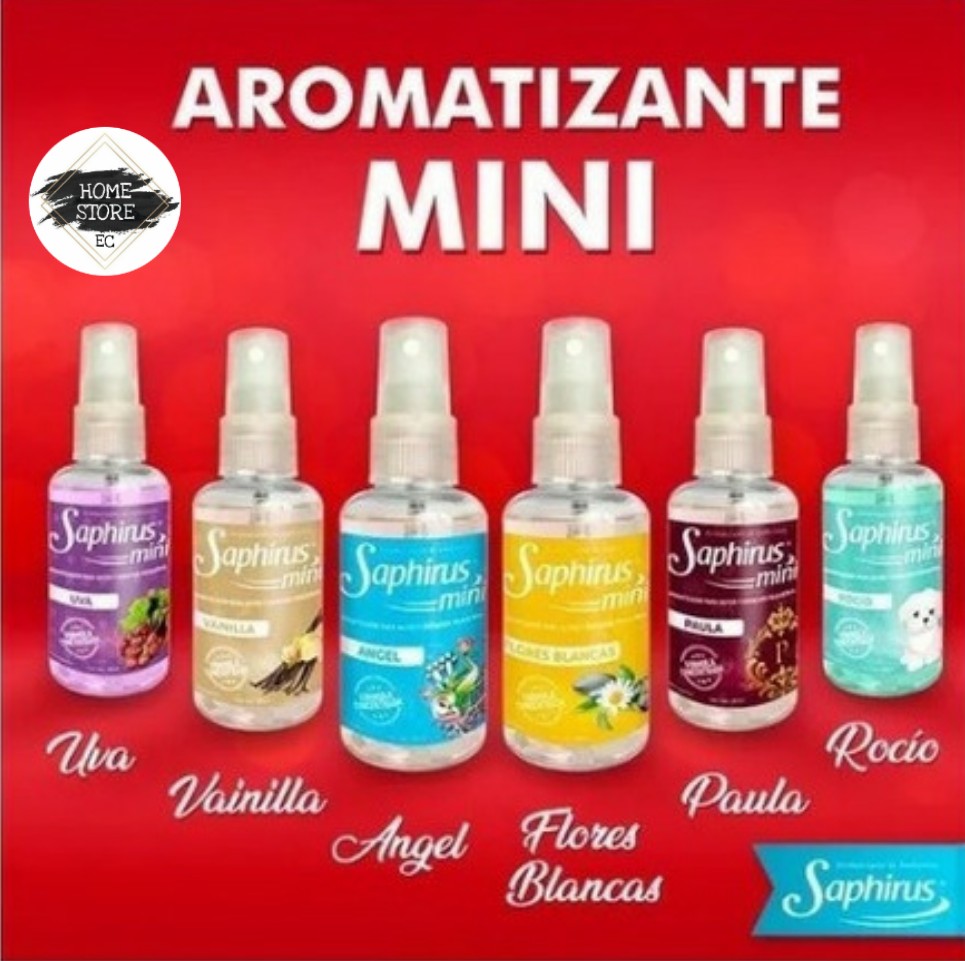 AROMATIZANTE
MINI
HOME
STORE
EC
Saphirus
mini
UVA
Saphirus
mini
VAINILLA
Saphirus
mini
ANGEL
Saphirus
mini
FLORES BLANCAS
Saphirus
mini
PAULA
P
Saphirus
mini
ROCÍO
Uva
Vainilla
Angel
Flores
Blancas
Paula
Rocío
Saphirus